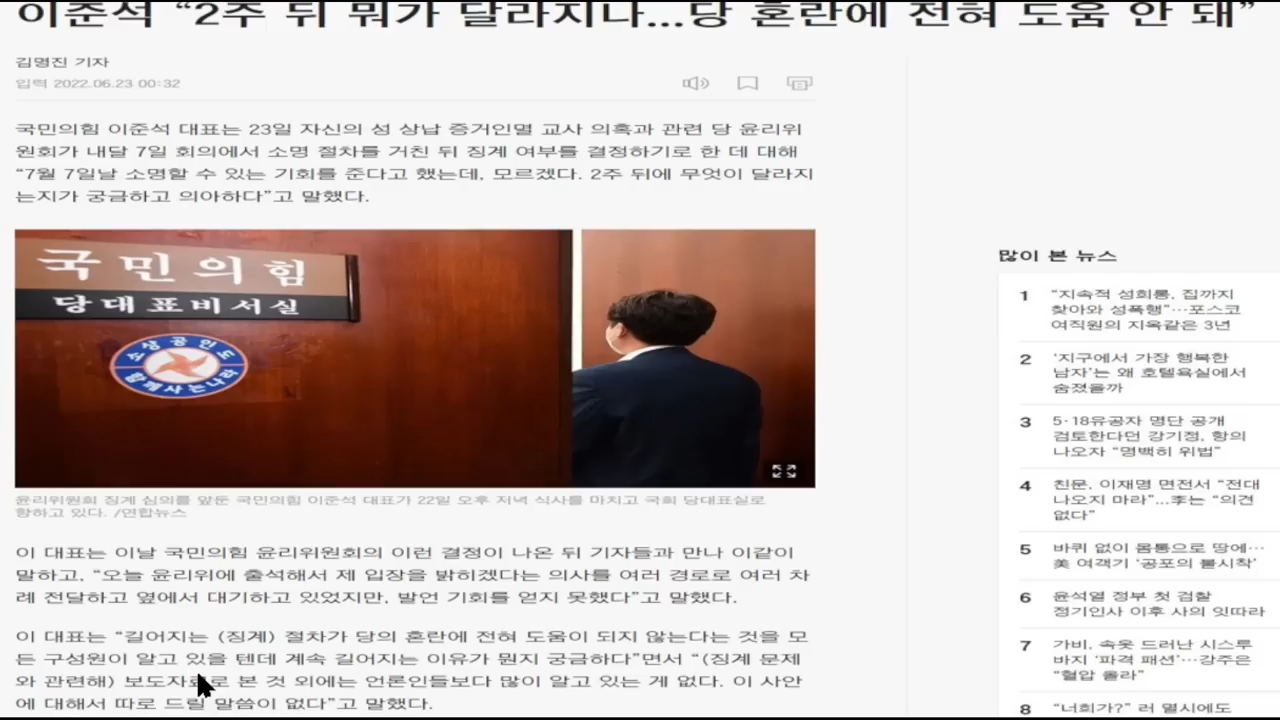 이준석 “2주 뒤 뭐가 달라지나…당 혼란에 전혀 도움 안 돼”
김명진 기자
입력 2022.06.23 00:32
국민의힘 이준석 대표는 23일 자신의 성 상납 증거인멸 교사 의혹과 관련 당 윤리위
원회가 내달 7일 회의에서 소명 절차를 거친 뒤 징계 여부를 결정하기로 한 데 대해
“7월 7일날 소명할 수 있는 기회를 준다고 했는데, 모르겠다. 2주 뒤에 무엇이 달라지
는지가 궁금하고 의아하다”고 말했다.
국민의힘
당대표비서실
소상공인도
함께사는나라
윤리위원회 징계 심의를 앞둔 국민의힘 이준석 대표가 22일 오후 저녁 식사를 마치고 국회 당대표실로
향하고 있다. /연합뉴스
이 대표는 이날 국민의힘 윤리위원회의 이런 결정이 나온 뒤 기자들과 만나 이같이
말하고, “오늘 윤리위에 출석해서 제 입장을 밝히겠다는 의사를 여러 경로로 여러 차
례 전달하고 옆에서 대기하고 있었지만, 발언 기회를 얻지 못했다”고 말했다.
이 대표는 “길어지는 (징계) 절차가 당의 혼란에 전혀 도움이 되지 않는다는 것을 모
든 구성원이 알고 있을 텐데 계속 길어지는 이유가 뭔지 궁금하다”면서 “(징계 문제
와 관련해) 보도자료로 본 것 외에는 언론인들보다 많이 알고 있는 게 없다. 이 사안
에 대해서 따로 드릴 말씀이 없다”고 말했다.
많이 본 뉴스
1 “지속적 성희롱, 집까지
찾아와 성폭행”…포스코
여직원의 지옥같은 3년
2 ‘지구에서 가장 행복한
남자’는 왜 호텔욕실에서
숨졌을까
3 5·18유공자 명단 공개
검토한다던 강기정, 항의
나오자 “명백히 위법”
4 친문, 이재명 면전서 “전대
나오지 마라”…李는 “의견
없다”
5 바퀴 없이 몸통으로 땅에…
美 여객기 ‘공포의 불시착’
6 윤석열 정부 첫 검찰
정기인사 이후 사의 잇따라
7 가비, 속옷 드러난 시스루
바지 ‘파격 패션’…강주은
“혈압 올라”
8 “너희가?” 러 멸시에도